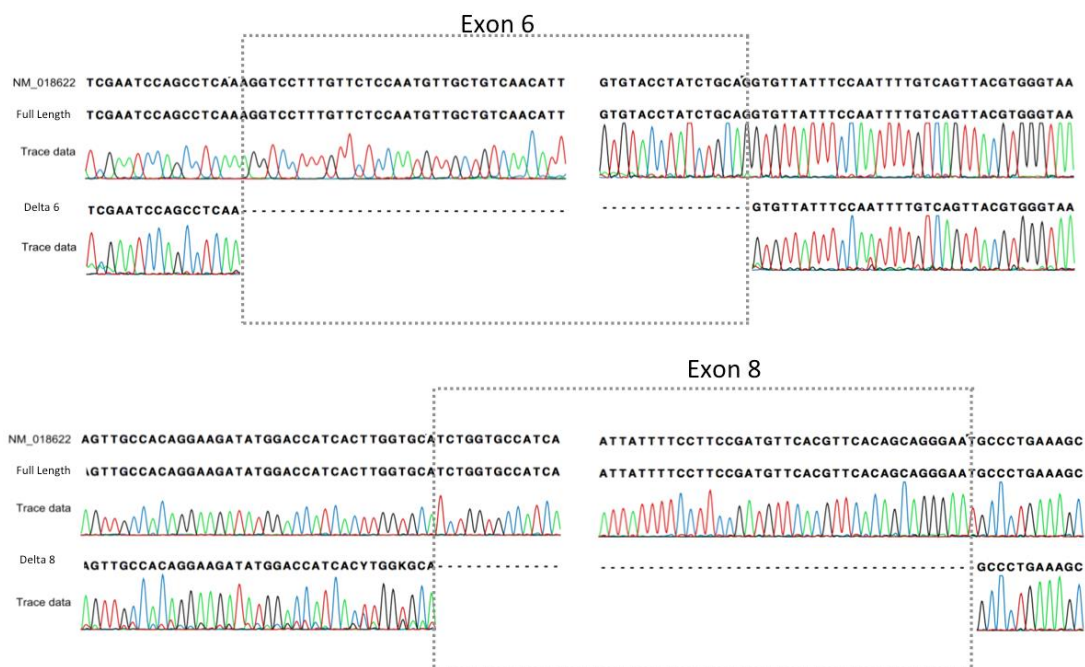 Exon 6
NM_018622 TCGAATCCAGCCTCAAAGGTCCTTTGTTCTCCAATGTTGCTGTCAACATT GTGTACCTATCTGCAGGTGTTATTTCCAATTTTGTCAGTTACGTGGGTAA
Full Length TCGAATCCAGCCTCAAAGGTCCTTTGTTCTCCAATGTTGCTGTCAACATT GTGTACCTATCTGCAGGTGTTATTTCCAATTTTGTCAGTTACGTGGGTAA
Trace data
Delta 6 TCGAATCCAGCCTCAA---------------------------------- --------------- GTGTTATTTCCAATTTTGTCAGTTACGTGGGTAA
Trace data
Exon 8
NM_018622 AGTTGCCACAGGAAGATATGGACCATCACTTGGTGCATCTGGTGCCATCA ATTATTTTCCTTCCGATGTTCACGTTCACAGCAGGGAATGCCCTGAAAGC
Full Length AGTTGCCACAGGAAGATATGGACCATCACTTGGTGCATCTGGTGCCATCA ATTATTTTCCTTCCGATGTTCACGTTCACAGCAGGGAATGCCCTGAAAGC
Trace data
Delta 8 AGTTGCCACAGGAAGATATGGACCATCACYTGGKGCA------------- --------------------------------------- GCCCTGAAAGC
Trace data